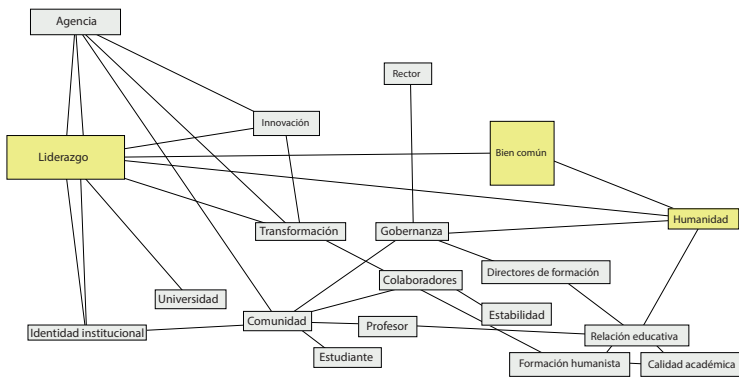 Agencia
Rector
Innovación
Liderazgo
Bien común
Humanidad
Transformación
Gobernanza
Directores de formación
Colaboradores
Universidad
Estabilidad
Comunidad
Profesor
Identidad institucional
Relación educativa
Estudiante
Formación humanista
Calidad académica